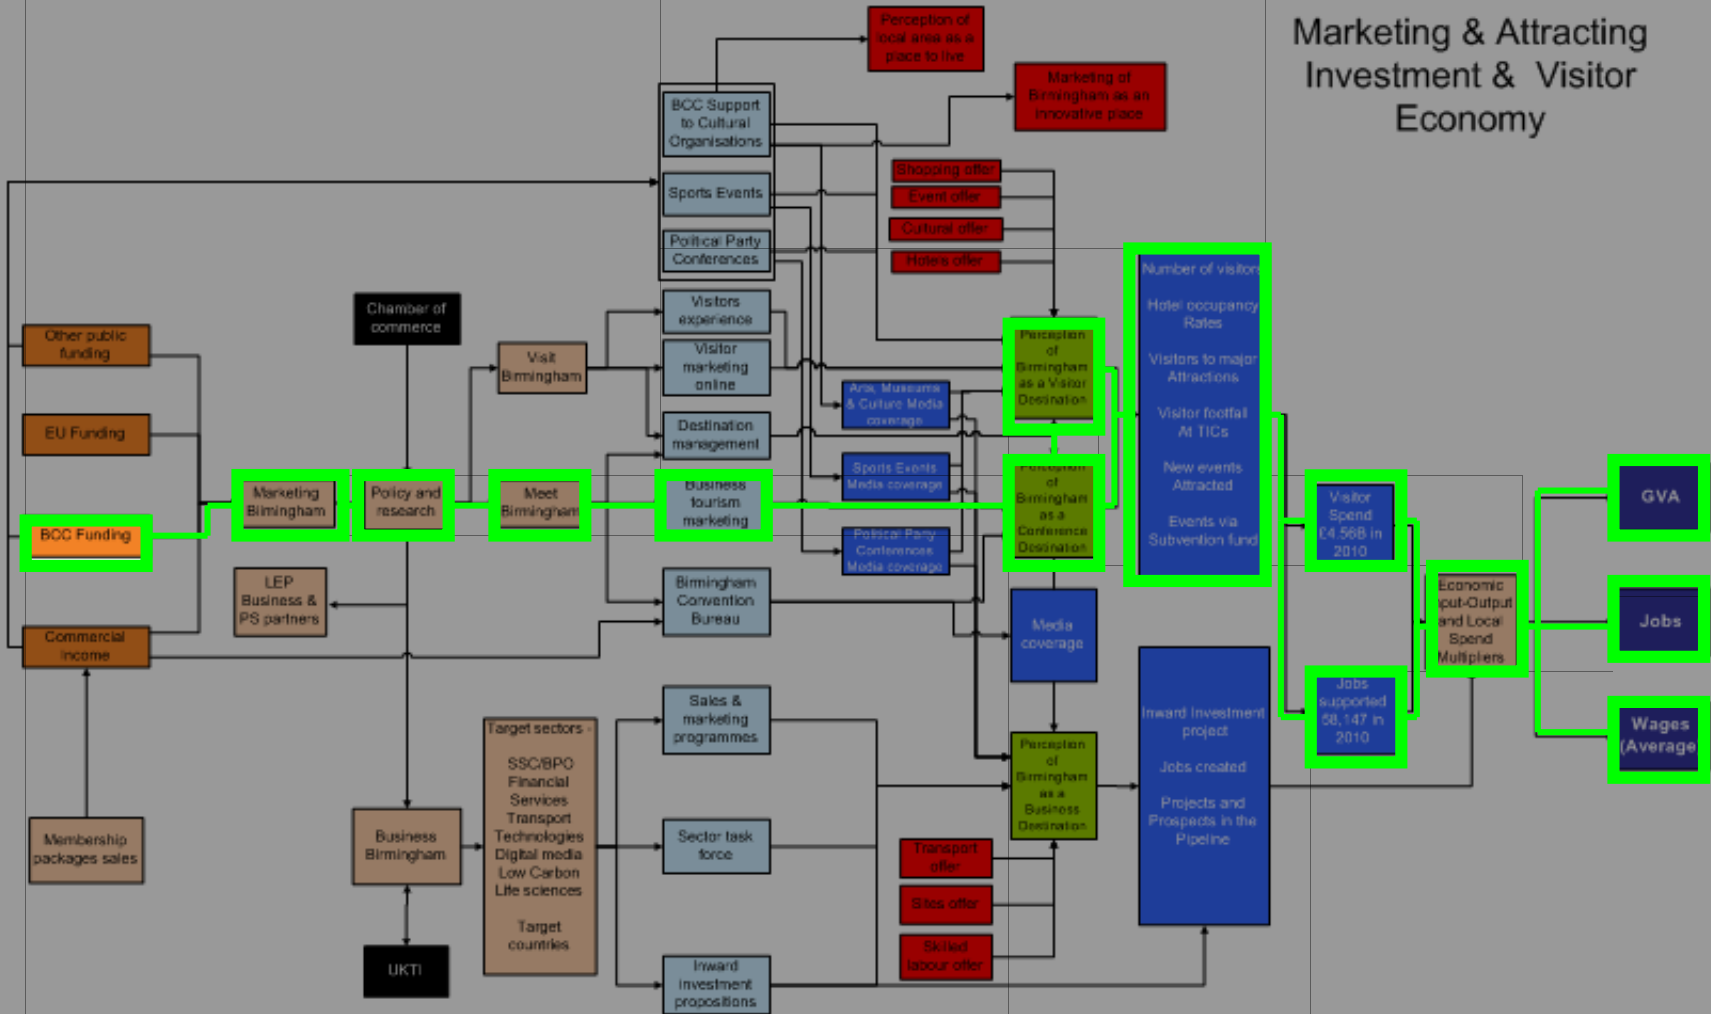 Marketing & Attracting
Investment & Visitor
Economy
Perception of
local area as a
place to live
Marketing of
Birmingham as an
innovative place
BCC Support
to Cultural
Organisations
Sports Events
Political Party
Conferences
Shopping offer
Event offer
Cultural offer
Hotels offer
Chamber of
commerce
Other public
funding
EU Funding
BCC Funding
Commercial
Income
Membership
packages sales
Marketing
Birmingham
Policy and
research
LEP
Business &
PS partners
Visit
Birmingham
Meet
Birmingham
Visitors
experience
Visitor
marketing
online
Destination
management
Business
tourism
marketing
Birmingham
Convention
Bureau
Arts, Museums
& Culture Media
coverage
Sports Events
Media coverage
Political Party
Conferences
Media coverage
Perception
of
Birmingham
as a Visitor
Destination
Perception
of
Birmingham
as a
Conference
Destination
Media
coverage
Number of visitors
Hotel occupancy
Rates
Visitors to major
Attractions
Visitor footfall
At TICs
New events
Attracted
Events via
Subvention fund
Visitor
Spend
£4.56B in
2010
Jobs
supported
58,147 in
2010
Economic
Input-Output
and Local
Spend
Multipliers
GVA
Jobs
Wages
(Average
Business
Birmingham
UKTI
Target sectors -
SSC/BPO
Financial
Services
Transport
Technologies
Digital media
Low Carbon
Life sciences
Target
countries
Sales &
marketing
programmes
Sector task
force
Inward
investment
propositions
Perception
of
Birmingham
as a
Business
Destination
Transport
offer
Sites offer
Skilled
labour offer
Inward Investment
project
Jobs created
Projects and
Prospects in the
Pipeline